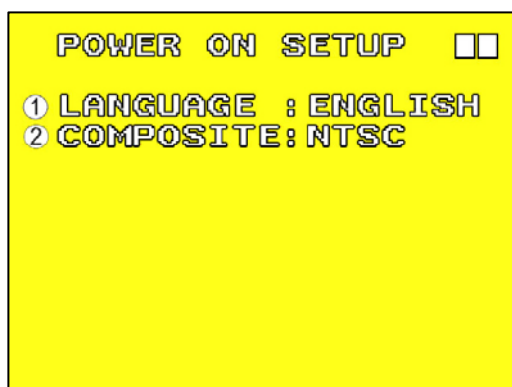 POWER ON SETUP □□
① LANGUAGE :ENGLISH
② COMPOSITE:NTSC